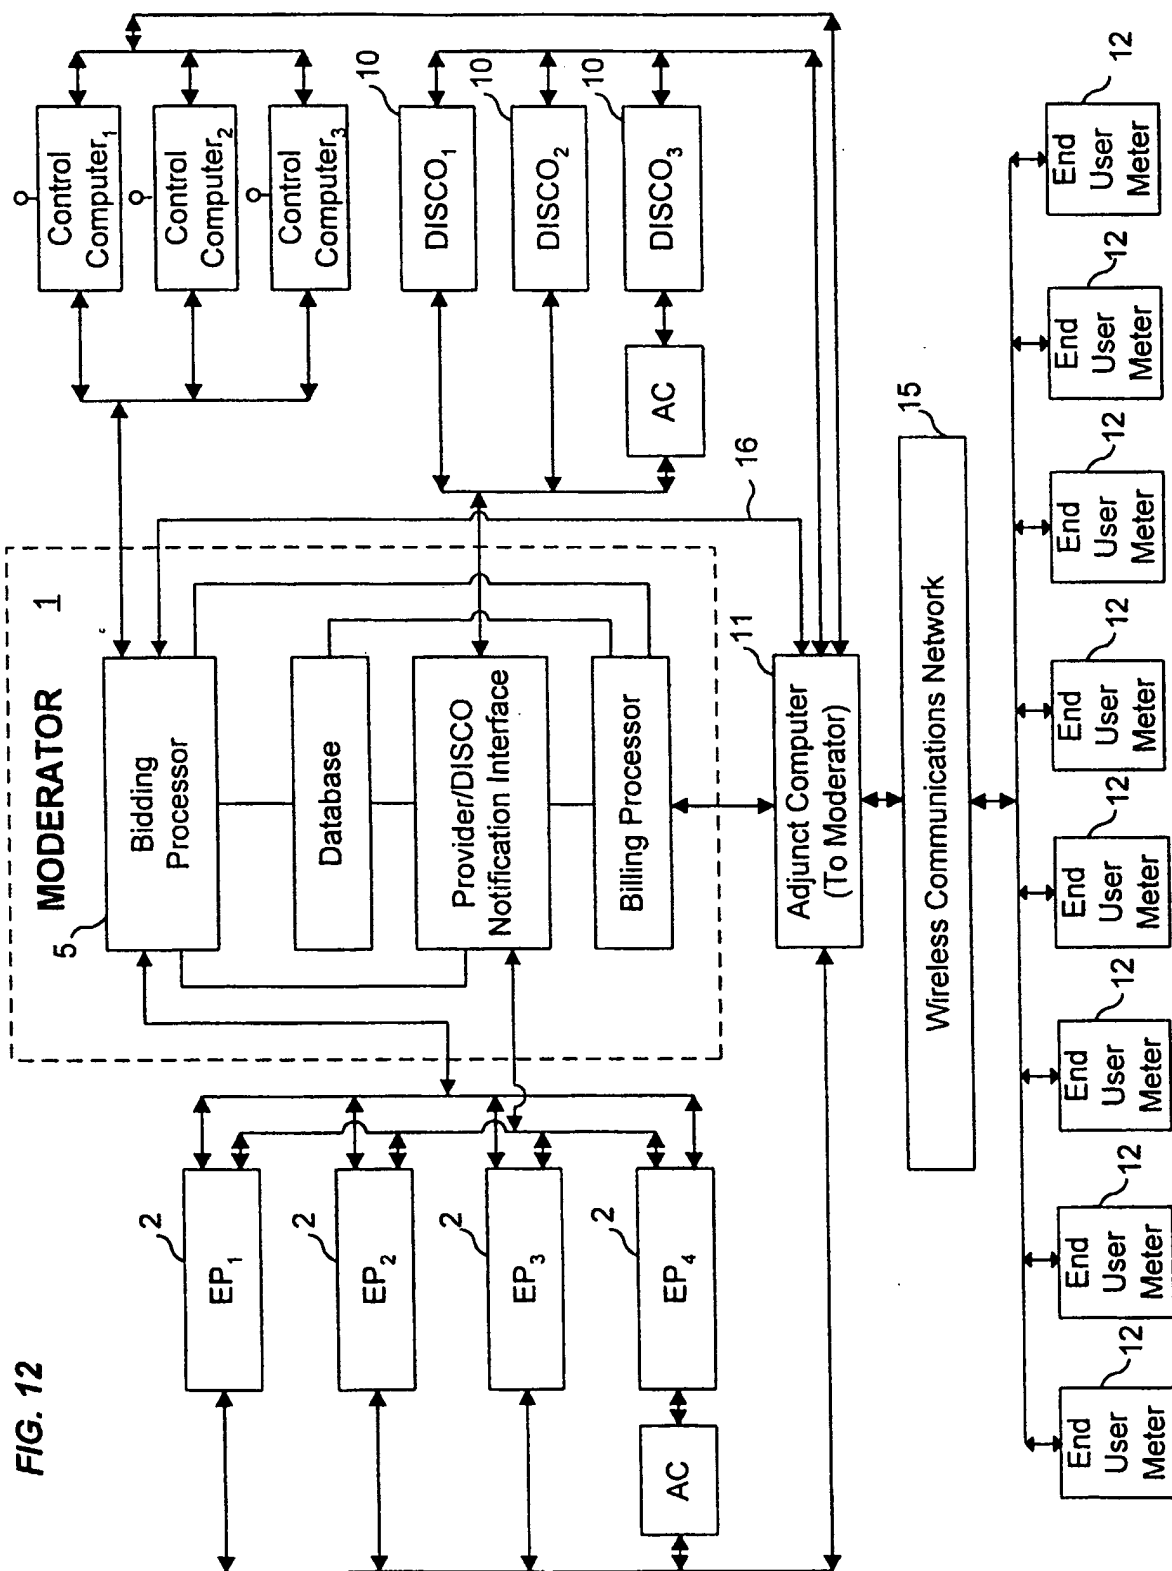 FIG. 12
MODERATOR
1
5
Bidding
Processor
Database
Provider/DISCO
Notification Interface
Billing Processor
2
EP1
2
EP2
2
EP3
2
EP4
AC
Control
Computer1
Control
Computer2
Control
Computer3
10
DISCO1
10
DISCO2
10
DISCO3
AC
16
11
Adjunct Computer
(To Moderator)
15
Wireless Communications Network
12
End
User
Meter
12
End
User
Meter
12
End
User
Meter
12
End
User
Meter
12
End
User
Meter
12
End
User
Meter
12
End
User
Meter
12
End
User
Meter